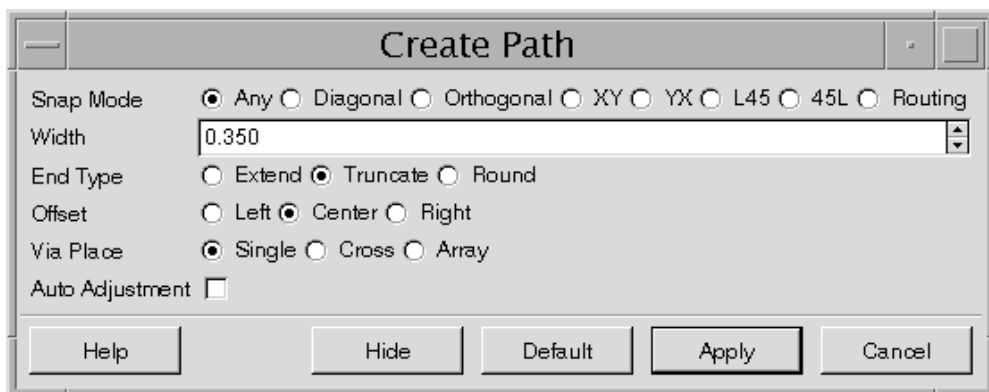 Create Path
Snap Mode Any Diagonal Orthogonal XY YX L45 45L Routing
Width 0.350
End Type Extend Truncate Round
Offset Left Center Right
Via Place Single Cross Array
Auto Adjustment
Help Hide Default Apply Cancel